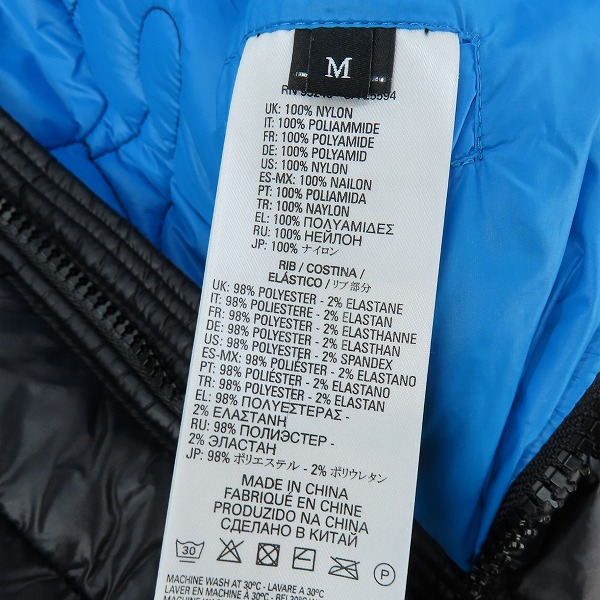 M
UK: 100% NYLON
IT: 100% POLIAMMIDE
FR: 100% POLYAMIDE
DE: 100% POLYAMID
US: 100% NYLON
ES-MX: 100% NAILON
PT: 100% POLIAMIDA
TR: 100% NAYLON
EL: 100% ΠΟΛΥΑΜΙΔΕΣ
RU: 100% НЕЙЛОН
JP: 100% ナイロン
RIB / COSTINA /
ELÁSTICO / リブ部分
UK: 98% POLYESTER - 2% ELASTANE
IT: 98% POLIESTERE - 2% ELASTAN
FR: 98% POLYESTER - 2% ELASTHANNE
DE: 98% POLYESTER - 2% ELASTHAN
US: 98% POLYESTER - 2% SPANDEX
ES-MX: 98% POLIÉSTER - 2% ELASTANO
PT: 98% POLIÉSTER - 2% ELASTANO
TR: 98% POLYESTER - 2% ELASTAN
EL: 98% ΠΟΛΥΕΣΤΕΡΑΣ -
2% ΕΛΑΣΤΑΝΗ
RU: 98% ПОЛИЭСТЕР -
2% ЭЛАСТАН
JP: 98% ポリエステル - 2% ポリウレタン
MADE IN CHINA
FABRIQUÉ EN CHINE
PRODUZIDO NA CHINA
СДЕЛАНО В КИТАЙ
30 P
MACHINE WASH AT 30ºC - LAVARE A 30ºC
LAVER EN MACHINE